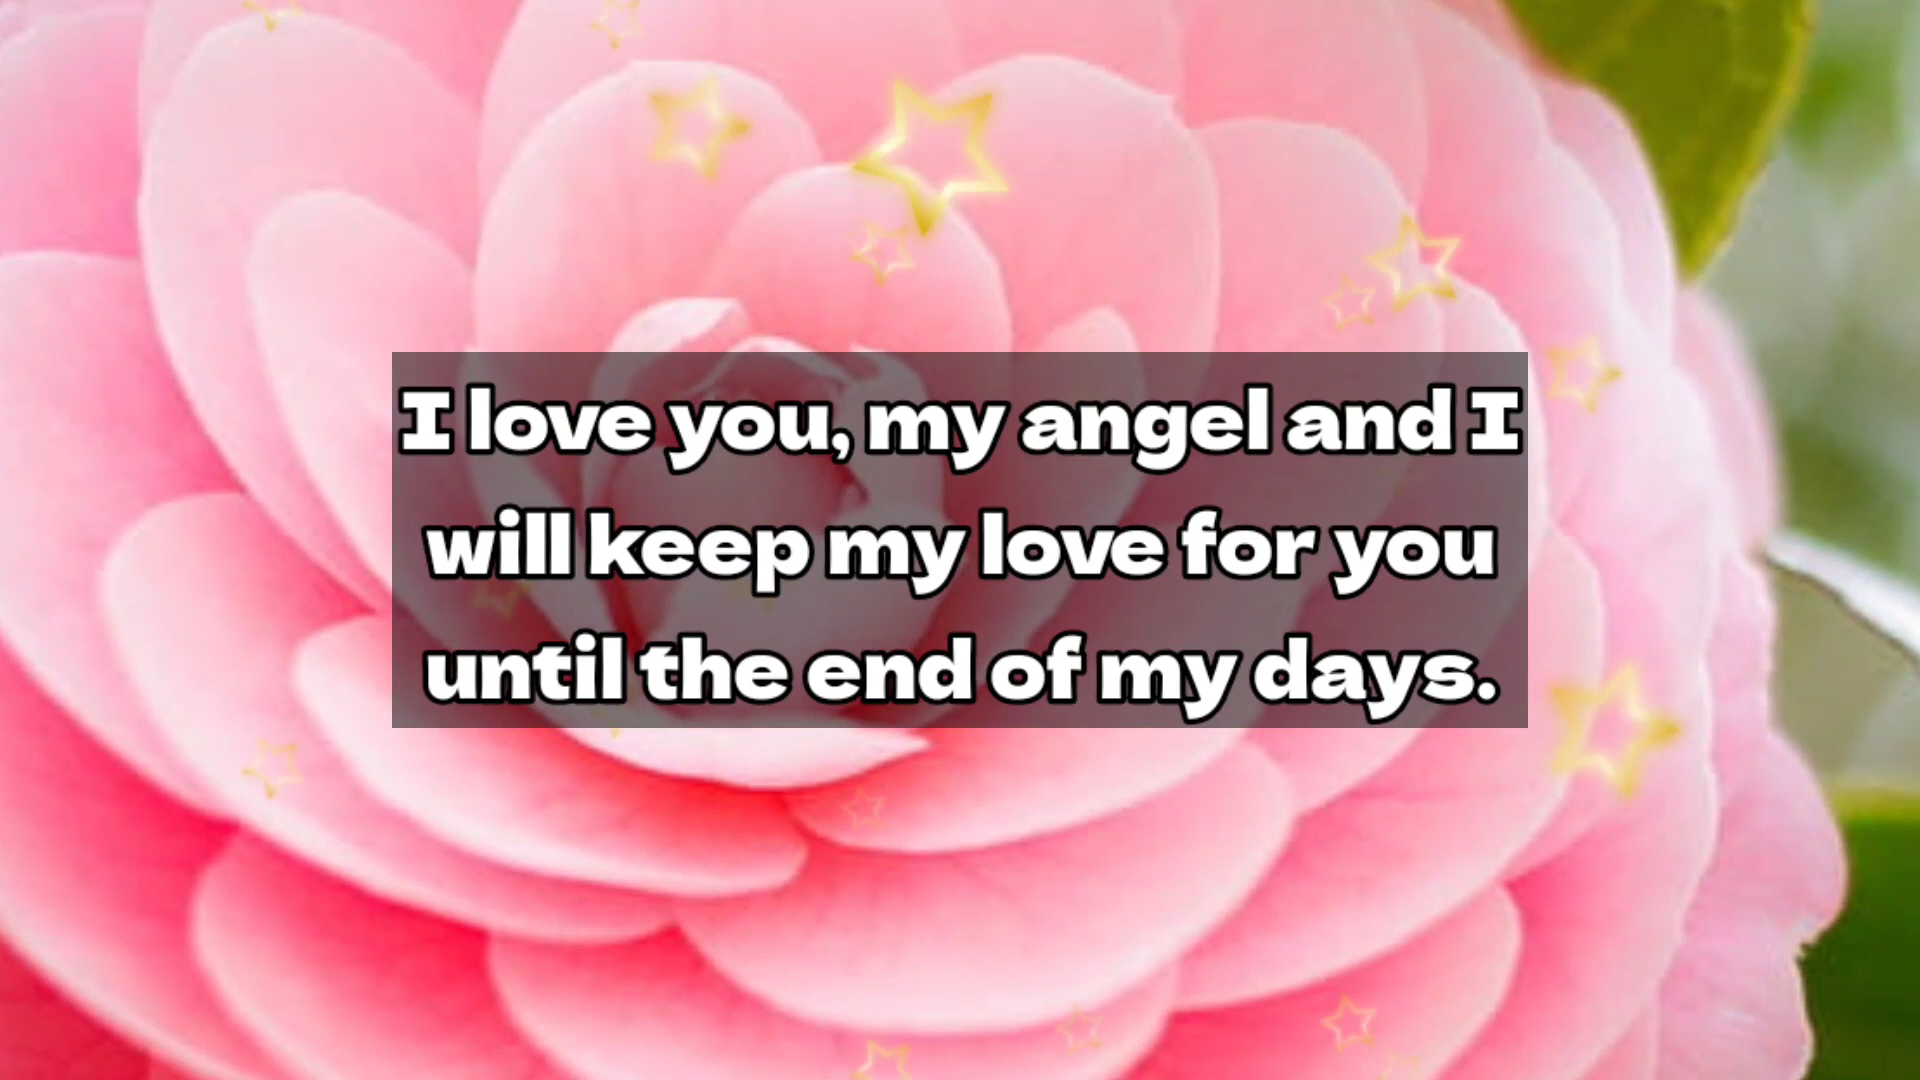 I love you, my angel and I
will keep my love for you
until the end of my days.